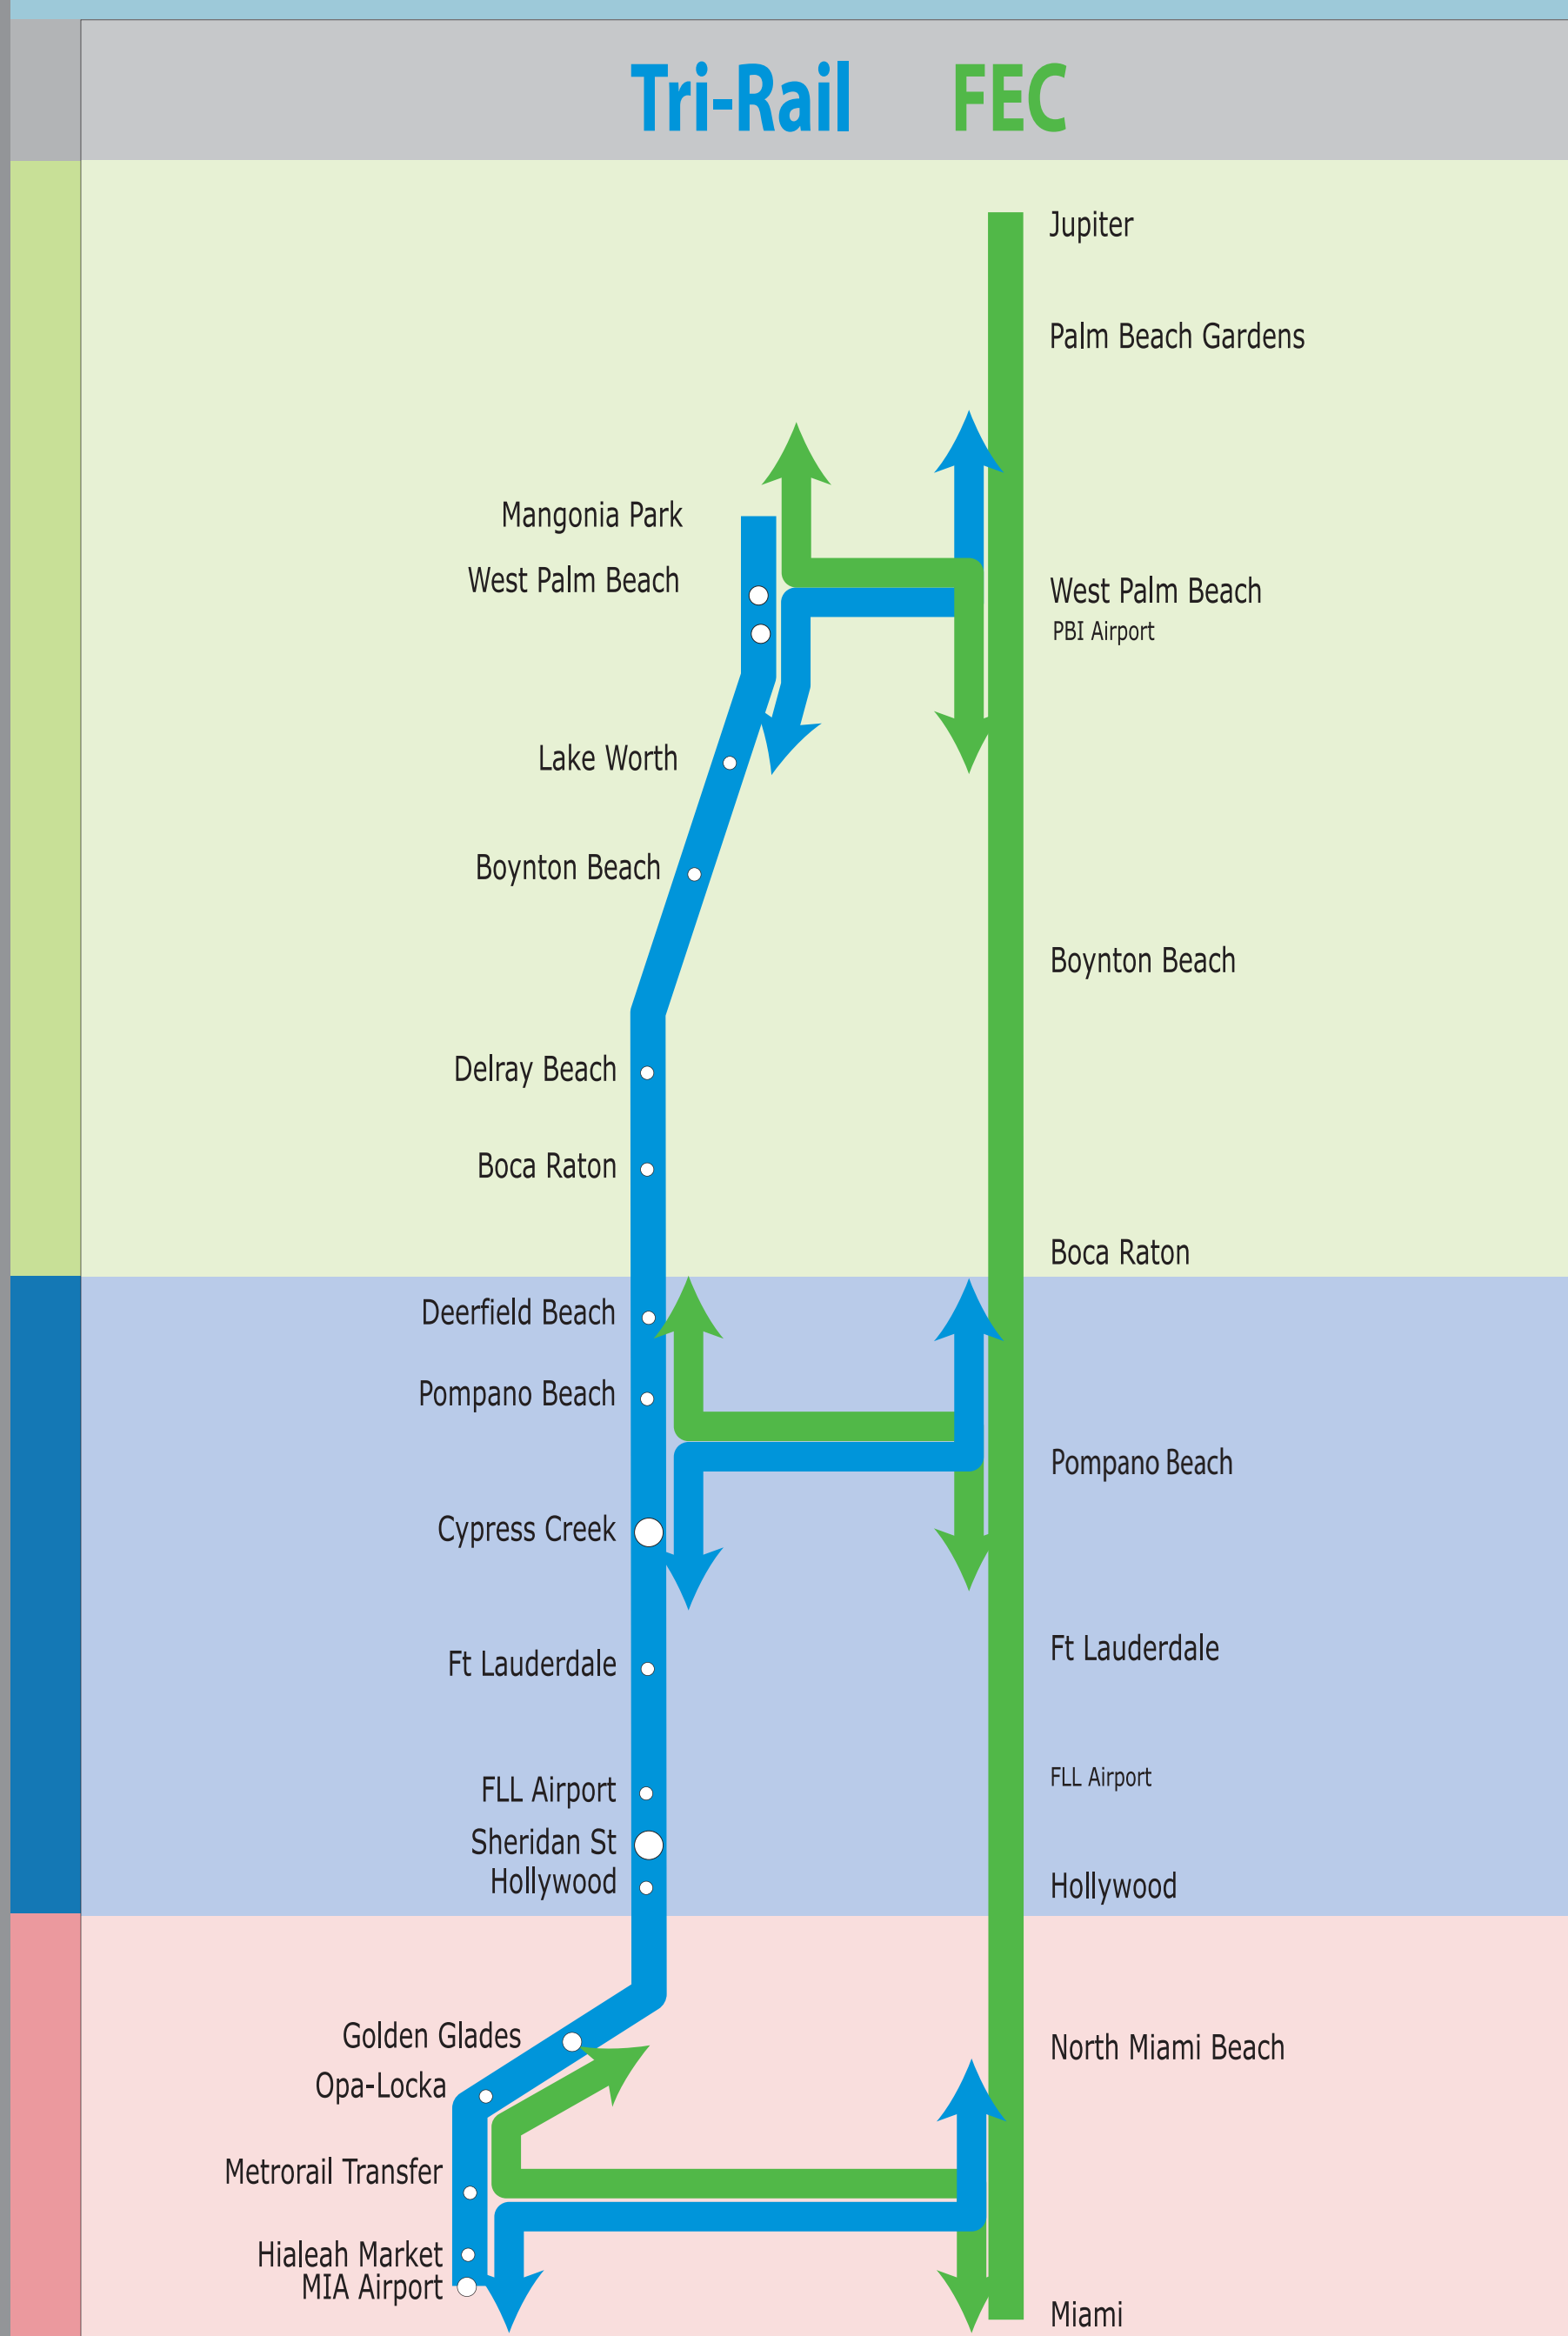 Tri-Rail FEC
Jupiter
Palm Beach Gardens
Mangonia Park
West Palm Beach
West Palm Beach
PBI Airport
Lake Worth
Boynton Beach
Boynton Beach
Delray Beach
Boca Raton
Boca Raton
Deerfield Beach
Pompano Beach
Pompano Beach
Cypress Creek
Ft Lauderdale
Ft Lauderdale
FLL Airport
FLL Airport
Sheridan St
Hollywood
Hollywood
Golden Glades
North Miami Beach
Opa-Locka
Metrorail Transfer
Hialeah Market
MIA Airport
Miami